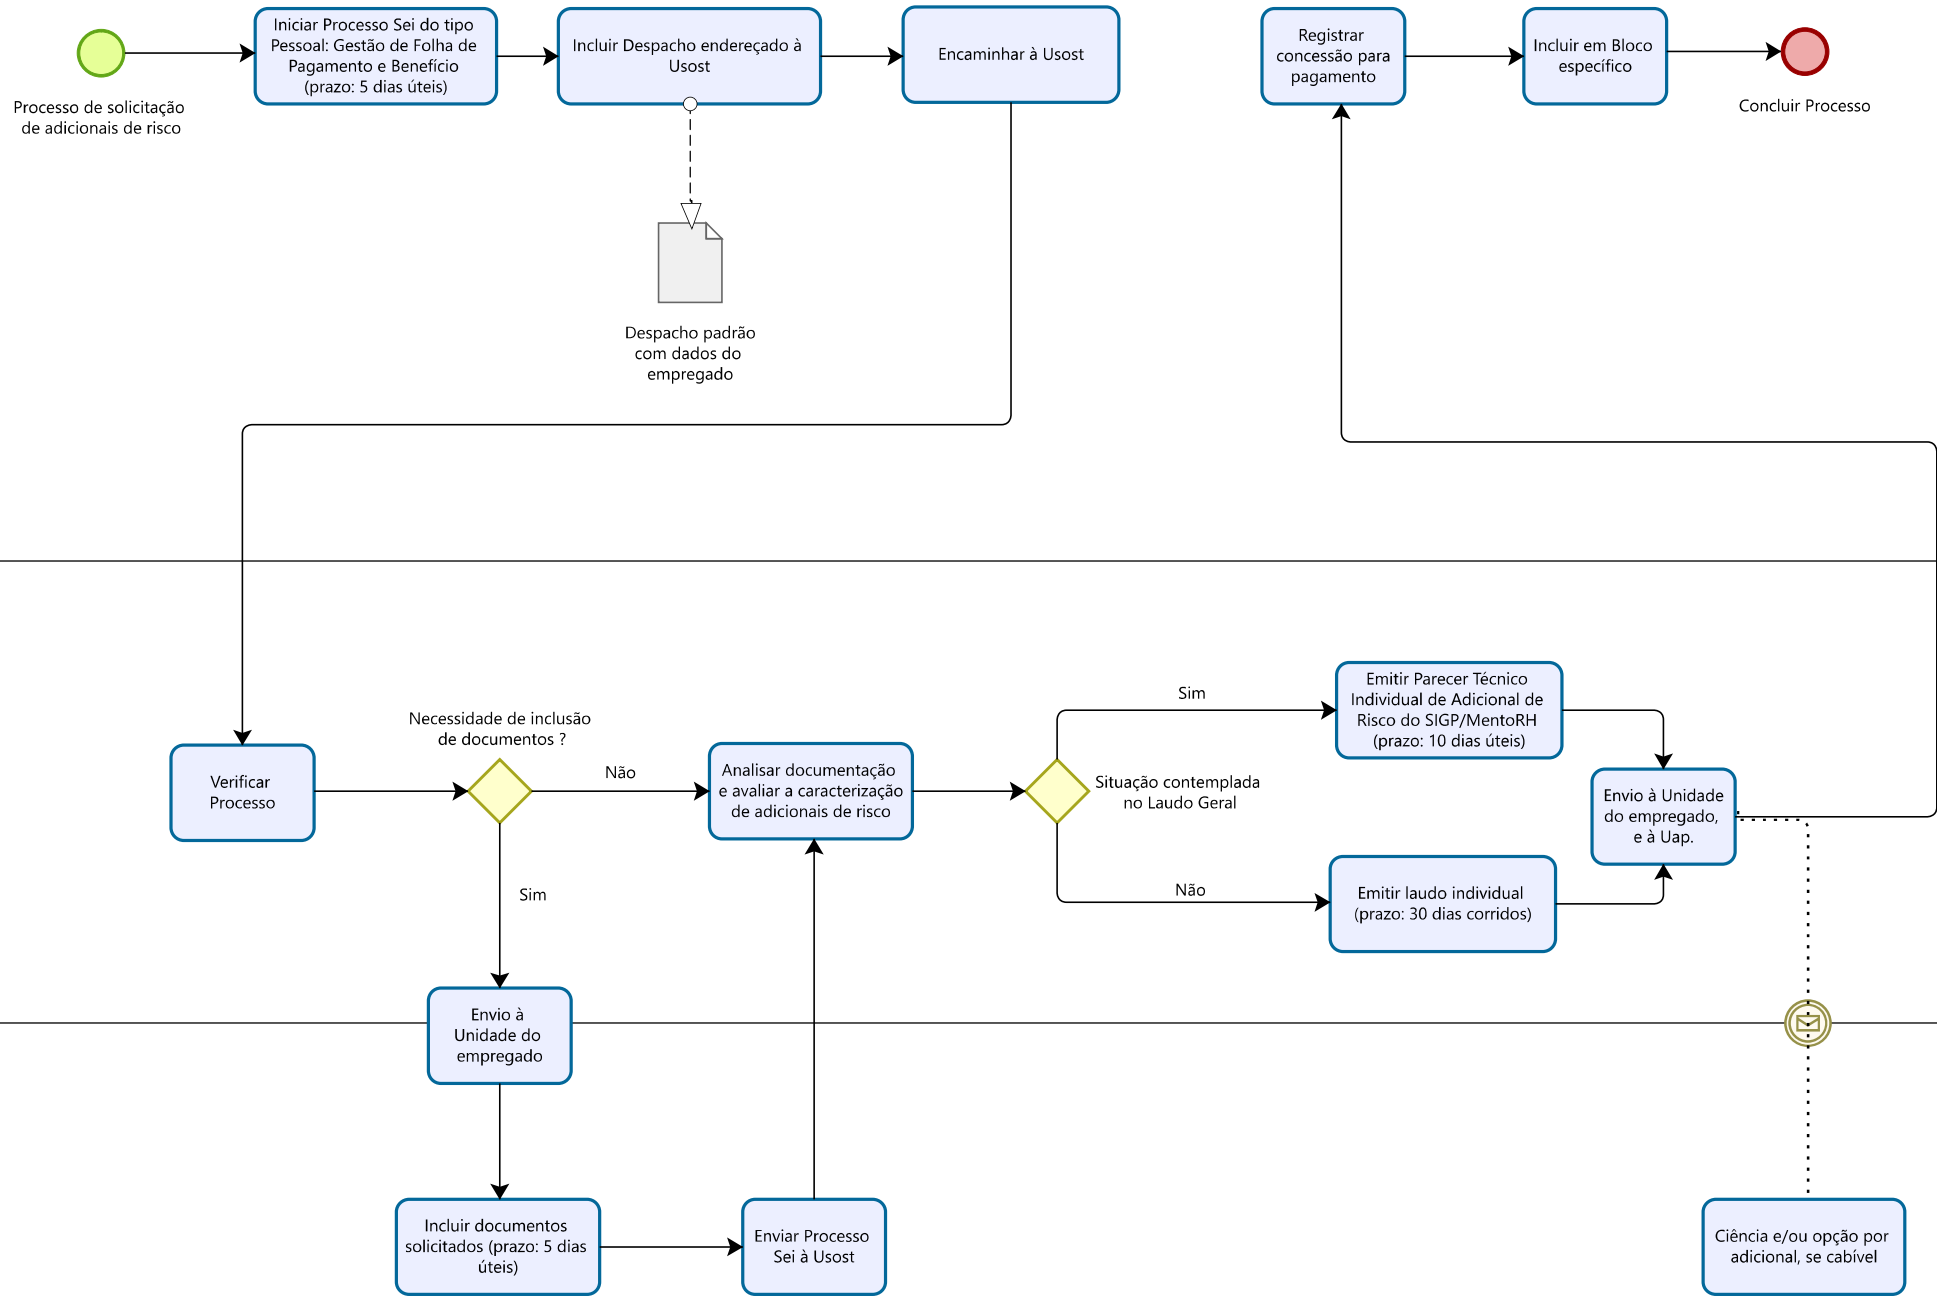 Processo de solicitação
de adicionais de risco
Iniciar Processo Sei do tipo
Pessoal: Gestão de Folha de
Pagamento e Benefício
(prazo: 5 dias úteis)
Incluir Despacho endereçado à
Usost
Encaminhar à Usost
Registrar
concessão para
pagamento
Incluir em Bloco
específico
Concluir Processo
Despacho padrão
com dados do
empregado
Verificar
Processo
Necessidade de inclusão
de documentos ?
Não
Sim
Analisar documentação
e avaliar a caracterização
de adicionais de risco
Situação contemplada
no Laudo Geral
Sim
Emitir Parecer Técnico
Individual de Adicional de
Risco do SIGP/MentoRH
(prazo: 10 dias úteis)
Não
Emitir laudo individual
(prazo: 30 dias corridos)
Envio à Unidade
do empregado,
e à Uap.
Envio à
Unidade do
empregado
Incluir documentos
solicitados (prazo: 5 dias
úteis)
Enviar Processo
Sei à Usost
Ciência e/ou opção por
adicional, se cabível